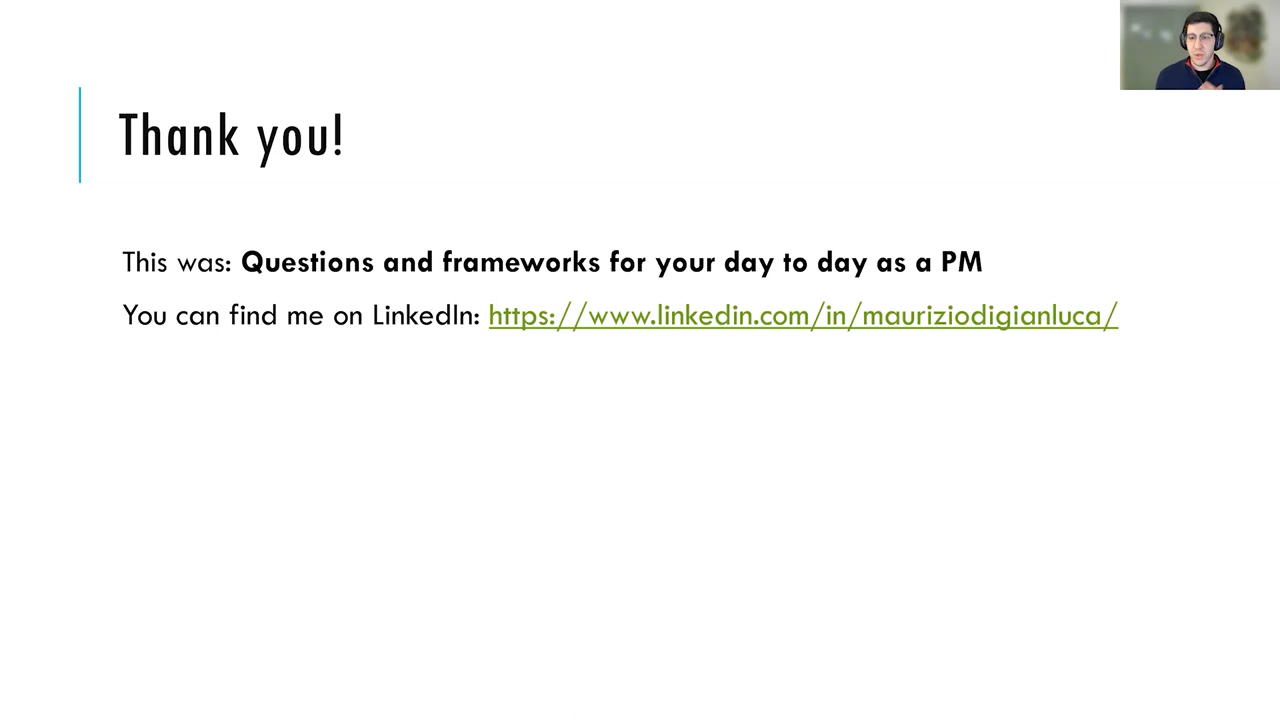 Thank you!
This was: Questions and frameworks for your day to day as a PM
You can find me on LinkedIn: https://www.linkedin.com/in/mauriziodigianluca/